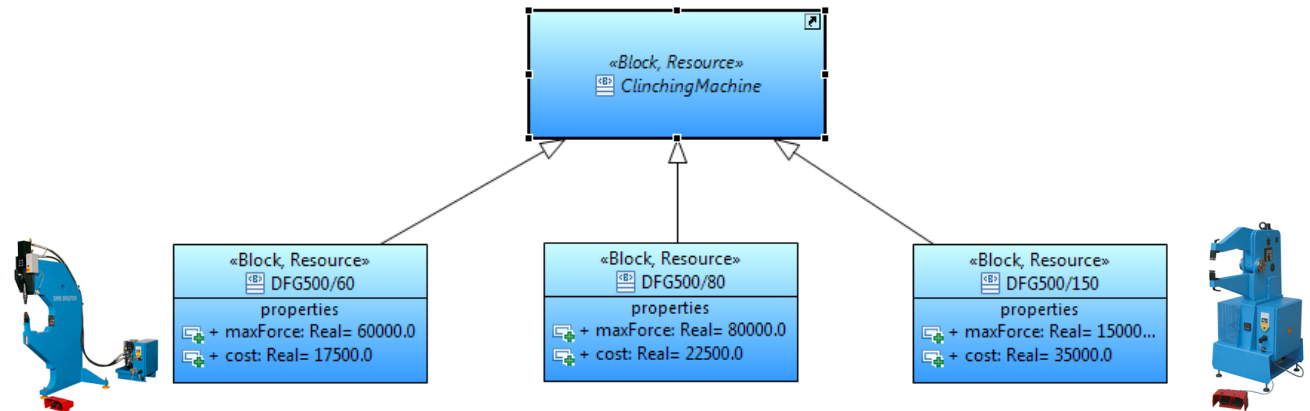 «Block, Resource»
ClinchingMachine
«Block, Resource»
DFG500/60
properties
+ maxForce: Real= 60000.0
+ cost: Real= 17500.0
«Block, Resource»
DFG500/80
properties
+ maxForce: Real= 80000.0
+ cost: Real= 22500.0
«Block, Resource»
DFG500/150
properties
+ maxForce: Real= 15000...
+ cost: Real= 35000.0